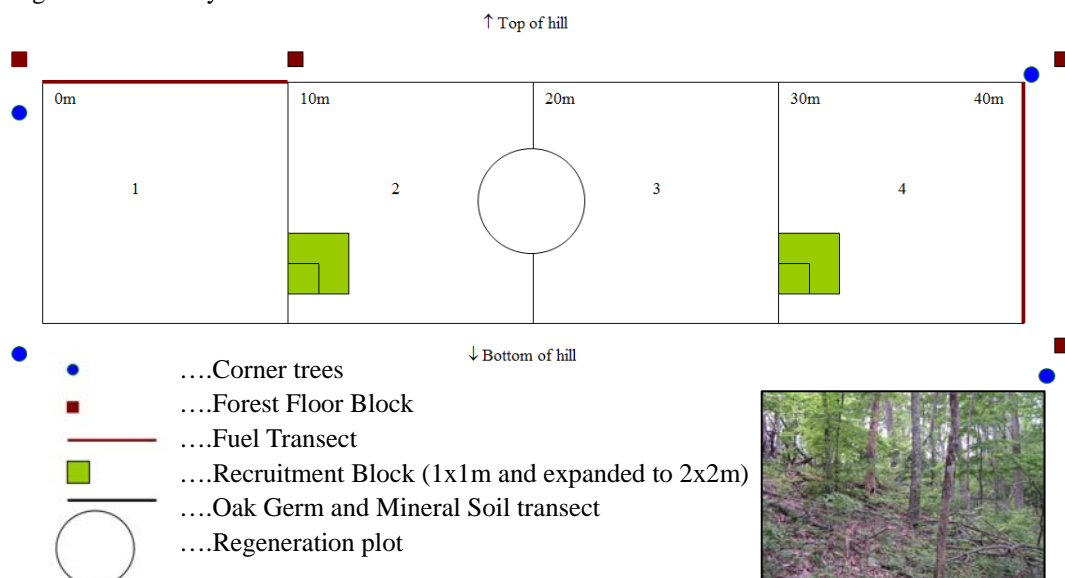 ↑ Top of hill
0m
10m
20m
30m
40m
1
2
3
4
↓ Bottom of hill
….Corner trees
….Forest Floor Block
….Fuel Transect
….Recruitment Block (1x1m and expanded to 2x2m)
….Oak Germ and Mineral Soil transect
….Regeneration plot